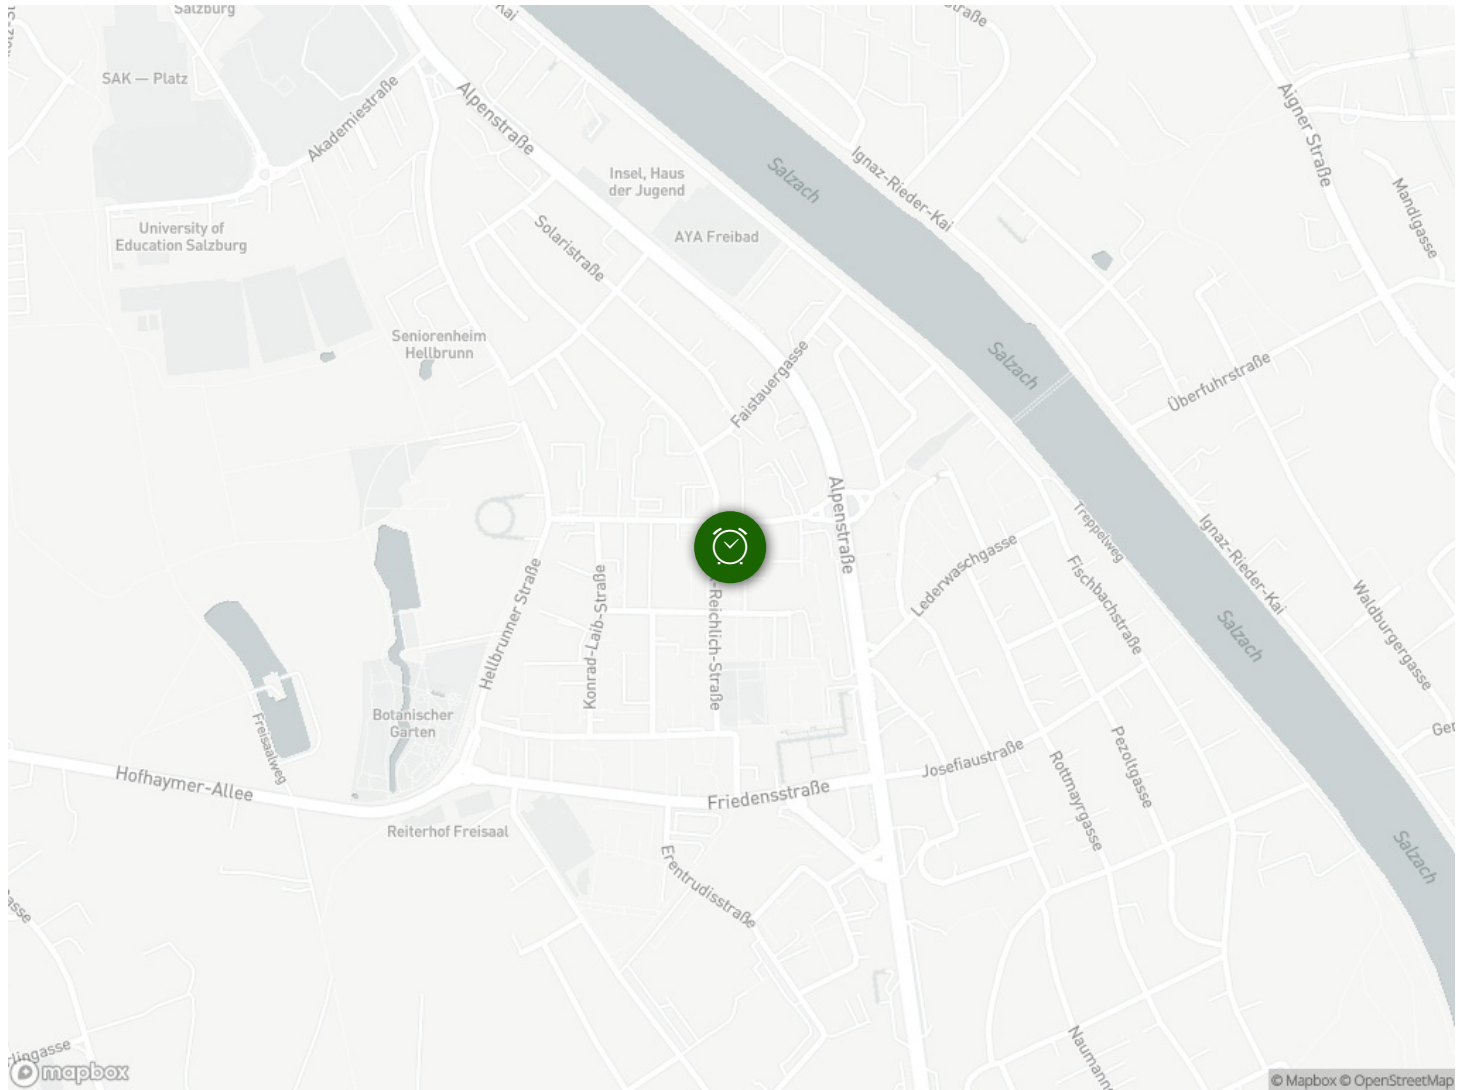 Salzburg
Kai
SAK — Platz
Akademiestraße
Alpenstraße
Insel, Haus
der Jugend
Salzach
Ignaz-Rieder-Kai
Aigner Straße
Mandlgasse
University of
Education Salzburg
Solaristraße
AYA Freibad
Seniorenheim
Hellbrunn
Faistauergasse
Salzach
Überfuhrstraße
Alpenstraße
Treppelweg
Ignaz-Rieder-Kai
Lederwaschgasse
Fischbachstraße
Waldburgergasse
Hellbrunner Straße
Konrad-Laib-Straße
-Reichlich-Straße
Salzach
Botanischer
Garten
Freisaalweg
Hofhaymer-Allee
Friedensstraße
Josefiaustraße
Rottmayrgasse
Pezoltgasse
Ger
Reiterhof Freisaal
Erentrudisstraße
Salzach
Naumann
mapbox
© Mapbox © OpenStreetMap